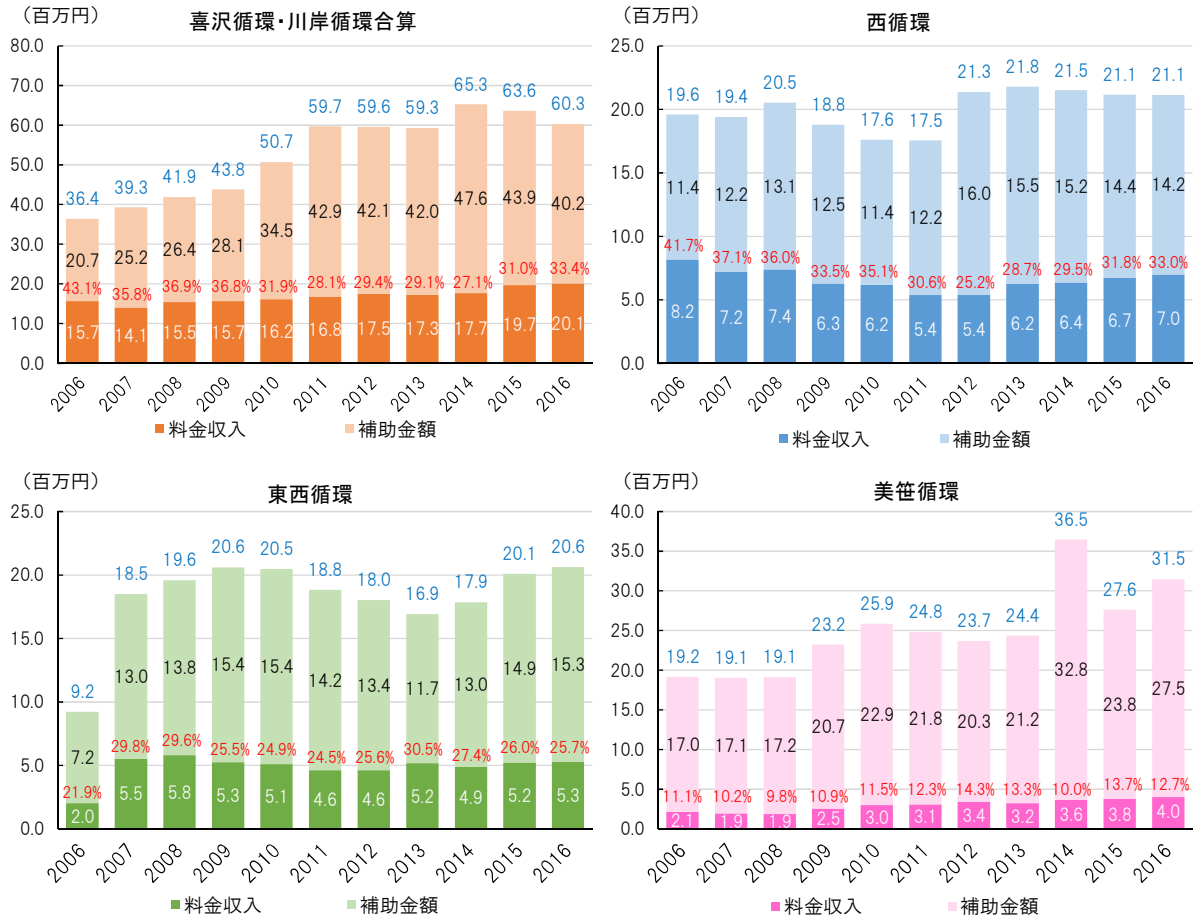 （百万円）
喜沢循環・川岸循環合算
80.0
70.0
60.0
50.0
40.0
30.0
20.0
10.0
0.0
36.4 39.3 41.9 43.8 50.7 59.7 59.6 59.3 65.3 63.6 60.3
20.7 25.2 26.4 28.1 34.5 42.9 42.1 42.0 47.6 43.9 40.2
43.1% 35.8% 36.9% 36.8% 31.9% 28.1% 29.4% 29.1% 27.1% 31.0% 33.4%
15.7 14.1 15.5 15.7 16.2 16.8 17.5 17.3 17.7 19.7 20.1
2006 2007 2008 2009 2010 2011 2012 2013 2014 2015 2016
料金収入 補助金額
（百万円）
西循環
25.0
20.0
15.0
10.0
5.0
0.0
19.6 19.4 20.5 18.8 17.6 17.5 21.3 21.8 21.5 21.1 21.1
11.4 12.2 13.1 12.5 11.4 12.2 16.0 15.5 15.2 14.4 14.2
41.7% 37.1% 36.0% 33.5% 35.1% 30.6% 25.2% 28.7% 29.5% 31.8% 33.0%
8.2 7.2 7.4 6.3 6.2 5.4 5.4 6.2 6.4 6.7 7.0
2006 2007 2008 2009 2010 2011 2012 2013 2014 2015 2016
料金収入 補助金額
（百万円）
東西循環
25.0
20.0
15.0
10.0
5.0
0.0
9.2 18.5 19.6 20.6 20.5 18.8 18.0 16.9 17.9 20.1 20.6
7.2 13.0 13.8 15.4 15.4 14.2 13.4 11.7 13.0 14.9 15.3
21.9% 29.8% 29.6% 25.5% 24.9% 24.5% 25.6% 30.5% 27.4% 26.0% 25.7%
2.0 5.5 5.8 5.3 5.1 4.6 4.6 5.2 4.9 5.2 5.3
2006 2007 2008 2009 2010 2011 2012 2013 2014 2015 2016
料金収入 補助金額
（百万円）
美笹循環
40.0
35.0
30.0
25.0
20.0
15.0
10.0
5.0
0.0
19.2 19.1 19.1 23.2 25.9 24.8 23.7 24.4 36.5 27.6 31.5
17.0 17.1 17.2 20.7 22.9 21.8 20.3 21.2 32.8 23.8 27.5
11.1% 10.2% 9.8% 10.9% 11.5% 12.3% 14.3% 13.3% 10.0% 13.7% 12.7%
2.1 1.9 1.9 2.5 3.0 3.1 3.4 3.2 3.6 3.8 4.0
2006 2007 2008 2009 2010 2011 2012 2013 2014 2015 2016
料金収入 補助金額